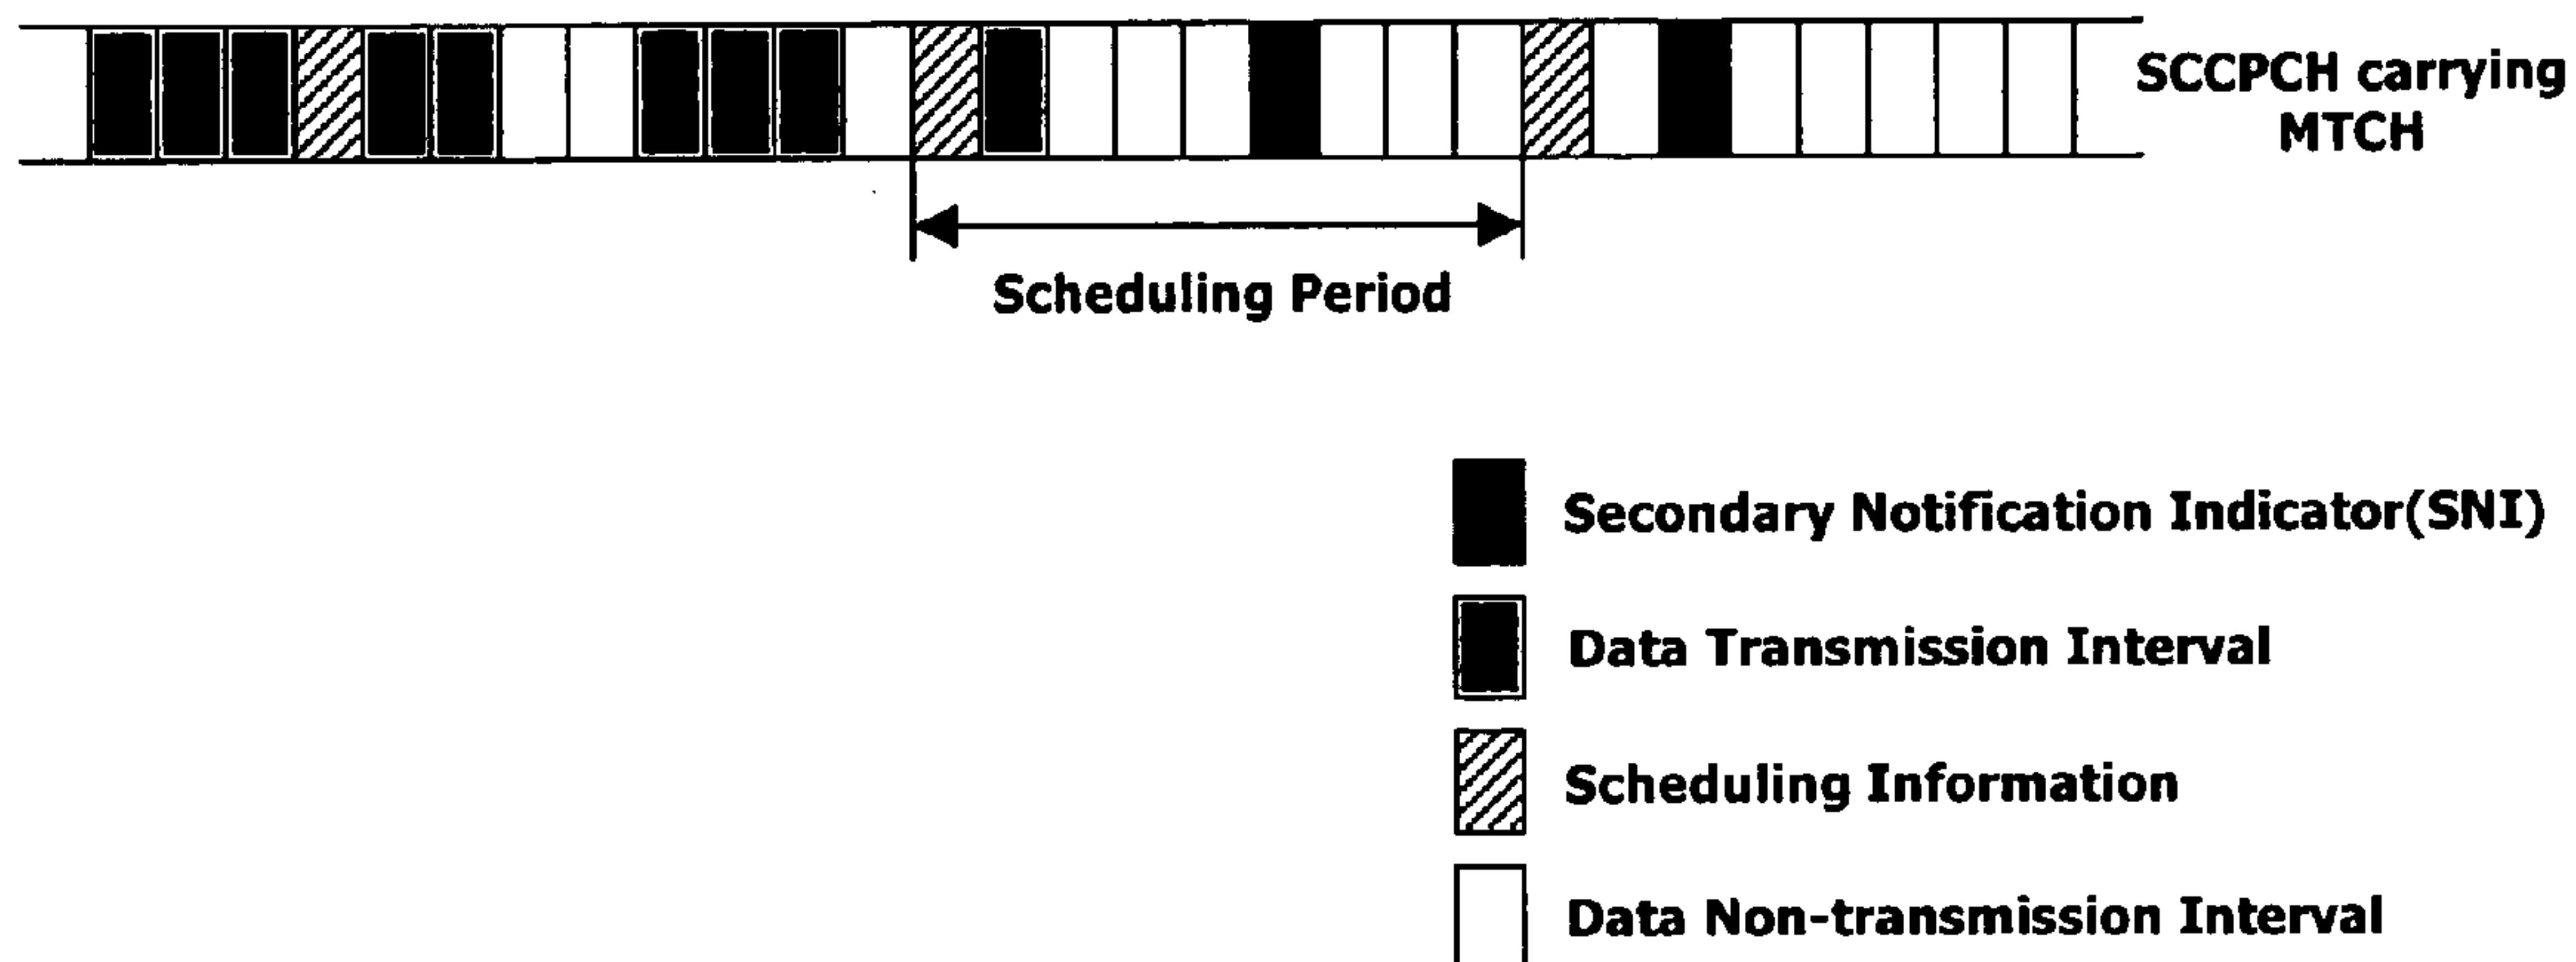 SCCPCH carrying
MTCH
Scheduling Period
Secondary Notification Indicator(SNI)
Data Transmission Interval
Scheduling Information
Data Non-transmission Interval